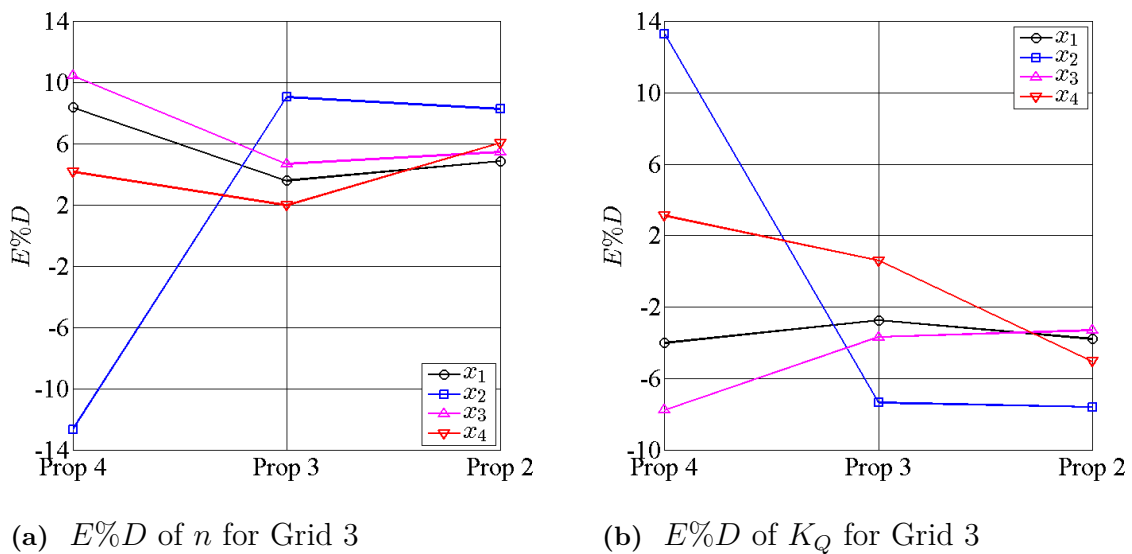 14
10
6
2
-2
-6
-10
-14
E%D
x1
x2
x3
x4
Prop 4 Prop 3 Prop 2
(a) E%D of n for Grid 3
14
10
6
2
-2
-6
-10
E%D
x1
x2
x3
x4
Prop 4 Prop 3 Prop 2
(b) E%D of KQ for Grid 3